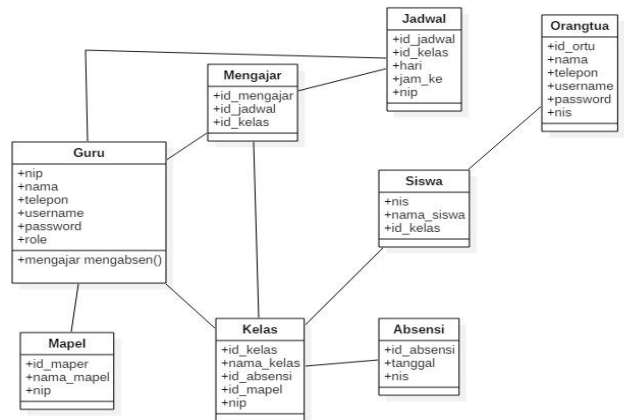 Jadwal
+id_jadwal
+id_kelas
+hari
+jam_ke
+nip
Orangtua
+id_ortu
+nama
+telepon
+username
+password
+nis
Mengajar
+id_mengajar
+id_jadwal
+id_kelas
Guru
+nip
+nama
+telepon
+username
+password
+role
+mengajar mengabsen()
Siswa
+nis
+nama_siswa
+id_kelas
Mapel
+id_maper
+nama_mapel
+nip
Kelas
+id_kelas
+nama_kelas
+id_absensi
+id_mapel
+nip
Absensi
+id_absensi
+tanggal
+nis